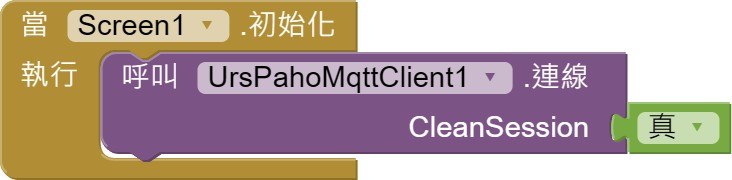 當 Screen1 .初始化
執行 呼叫 UrsPahoMqttClient1 .連線
CleanSession 真